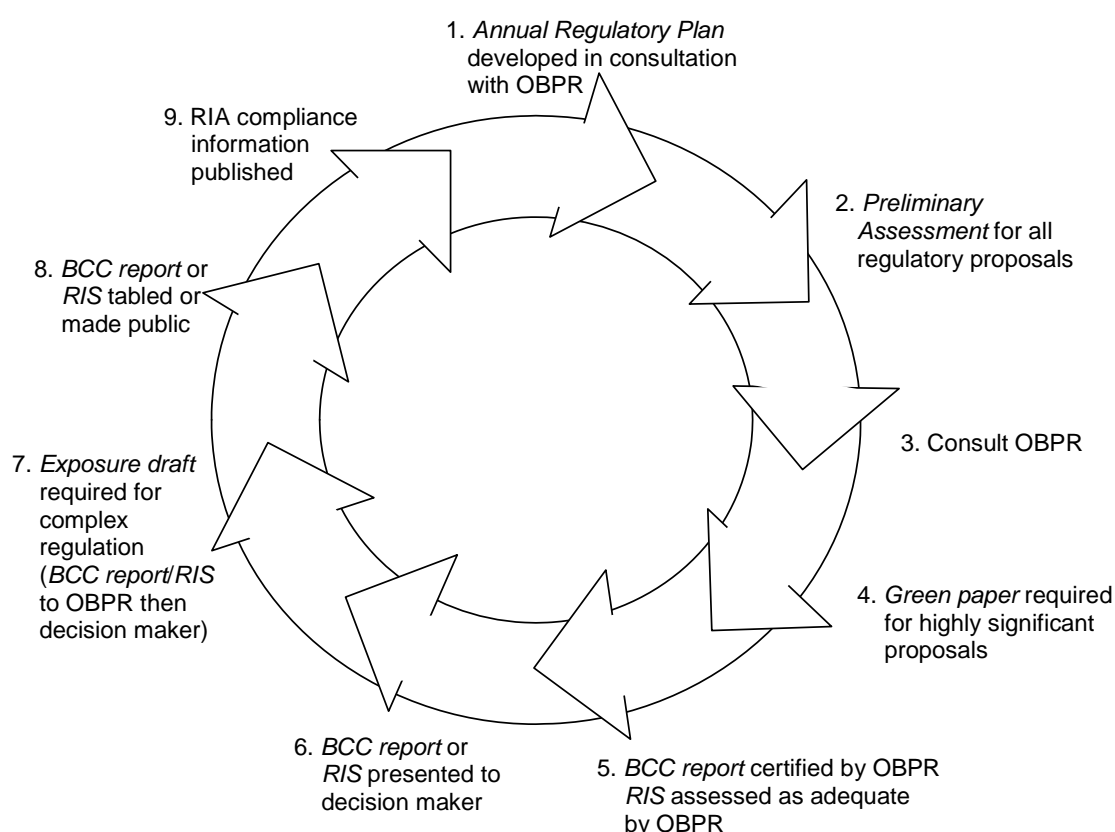 1. Annual Regulatory Plan
developed in consultation
with OBPR
2. Preliminary
Assessment for all
regulatory proposals
3. Consult OBPR
4. Green paper required
for highly significant
proposals
5. BCC report certified by OBPR
RIS assessed as adequate
by OBPR
6. BCC report or
RIS presented to
decision maker
7. Exposure draft
required for
complex
regulation
(BCC report/RIS
to OBPR then
decision maker)
8. BCC report or
RIS tabled or
made public
9. RIA compliance
information
published